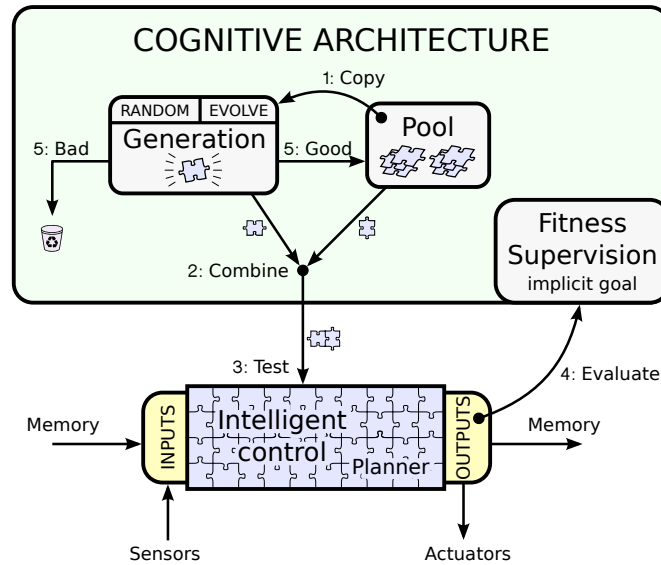 COGNITIVE ARCHITECTURE
1: Copy
RANDOM EVOLVE
Generation
Pool
5: Bad
5: Good
2: Combine
Fitness
Supervision
implicit goal
3: Test
4: Evaluate
Memory
INPUTS
Intelligent
control
Planner
OUTPUTS
Memory
Sensors
Actuators